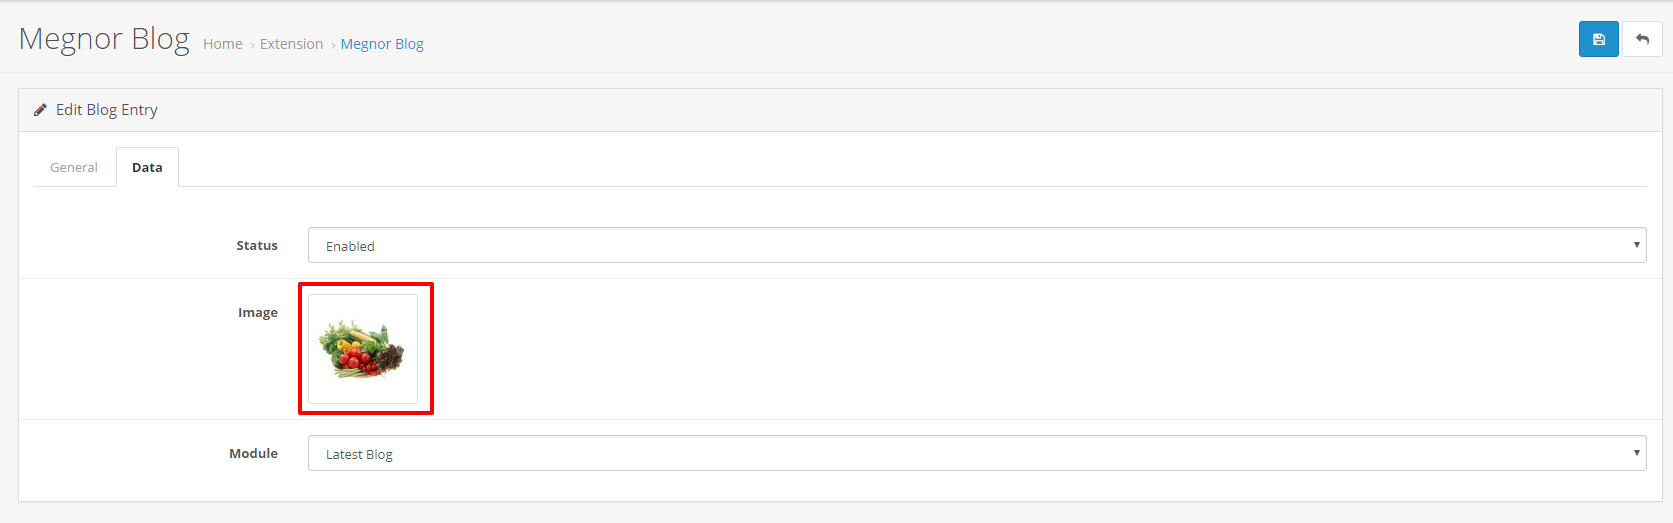 Megnor Blog Home › Extension › Megnor Blog
Edit Blog Entry
General Data
Status Enabled
Image
Module Latest Blog